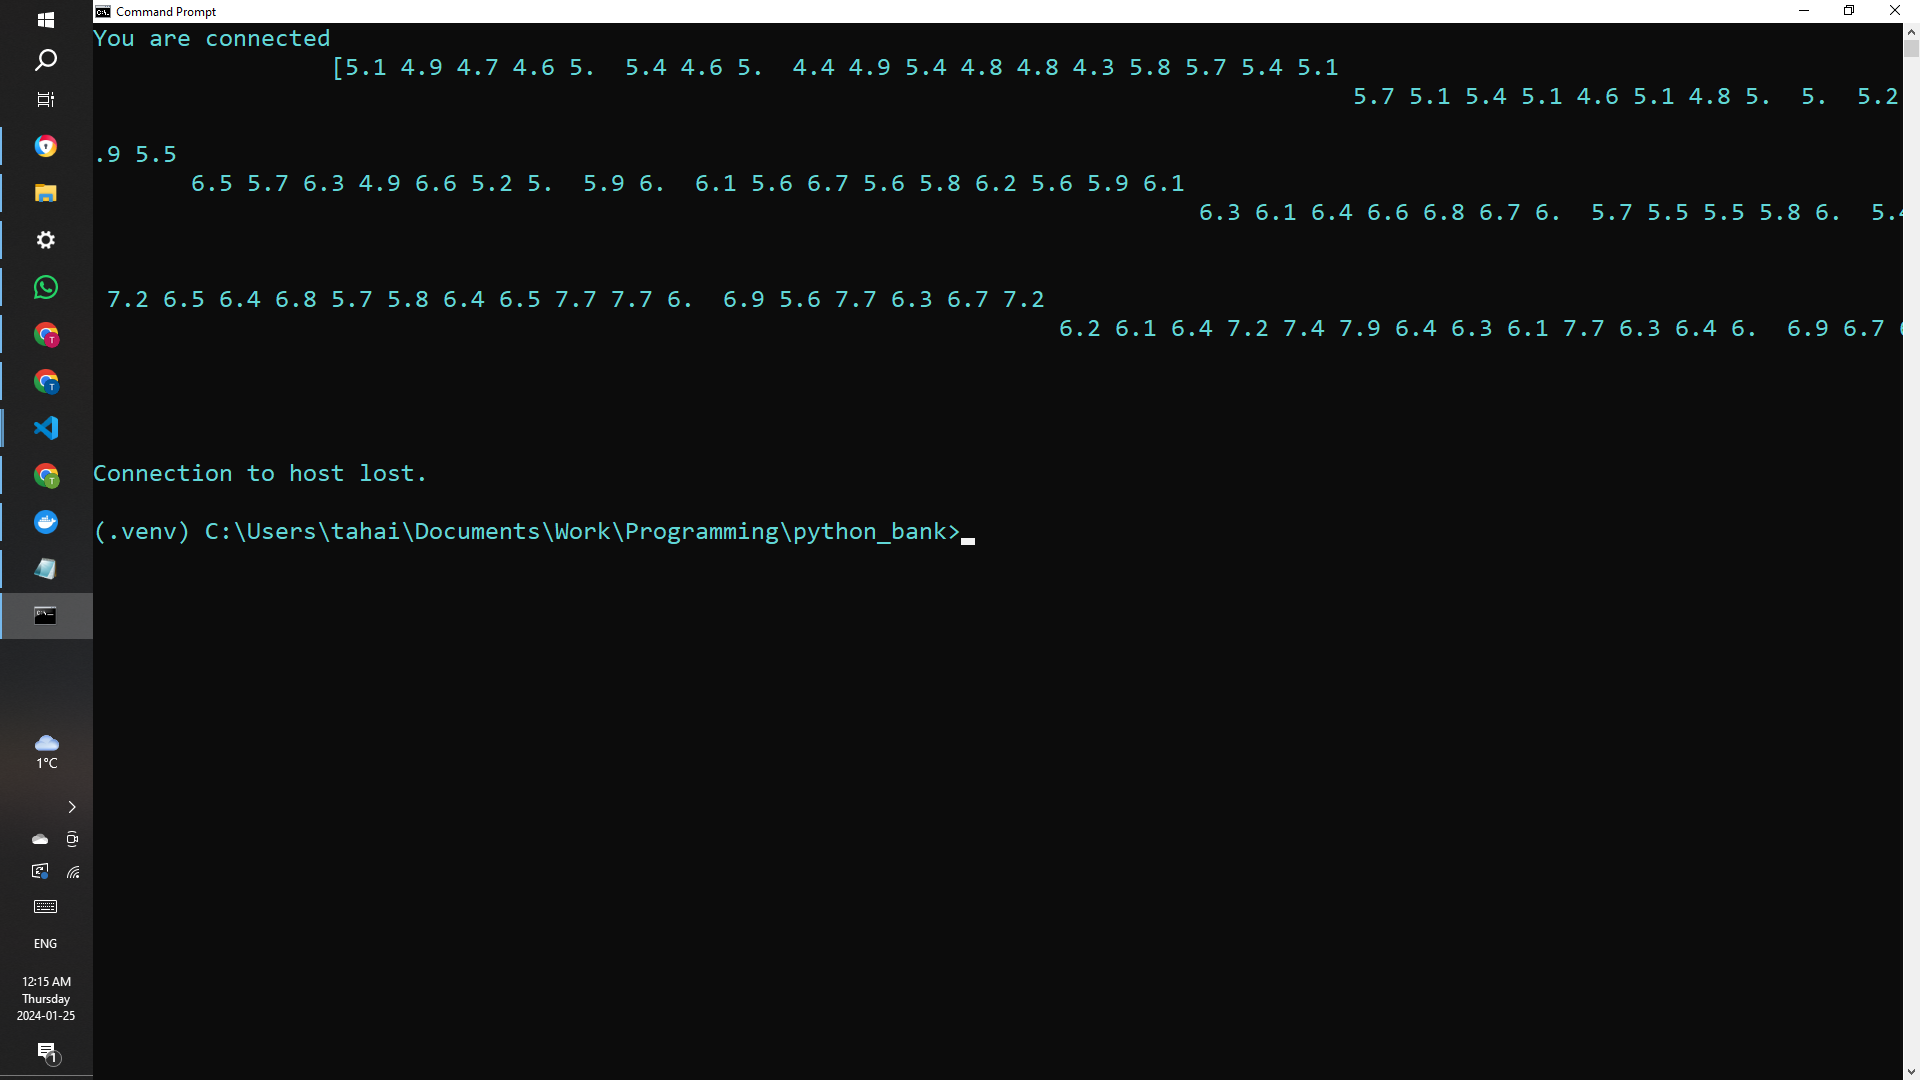 Command Prompt
You are connected
[5.1 4.9 4.7 4.6 5.  5.4 4.6 5.  4.4 4.9 5.4 4.8 4.8 4.3 5.8 5.7 5.4 5.1
5.7 5.1 5.4 5.1 4.6 5.1 4.8 5.  5.  5.2
.9 5.5
6.5 5.7 6.3 4.9 6.6 5.2 5.  5.9 6.  6.1 5.6 6.7 5.6 5.8 6.2 5.6 5.9 6.1
6.3 6.1 6.4 6.6 6.8 6.7 6.  5.7 5.5 5.5 5.8 6.  5.4
7.2 6.5 6.4 6.8 5.7 5.8 6.4 6.5 7.7 7.7 6.  6.9 5.6 7.7 6.3 6.7 7.2
6.2 6.1 6.4 7.2 7.4 7.9 6.4 6.3 6.1 7.7 6.3 6.4 6.  6.9 6.7
Connection to host lost.
(.venv) C:\Users\tahai\Documents\Work\Programming\python_bank>
1°C
ENG
12:15 AM
Thursday
2024-01-25
1